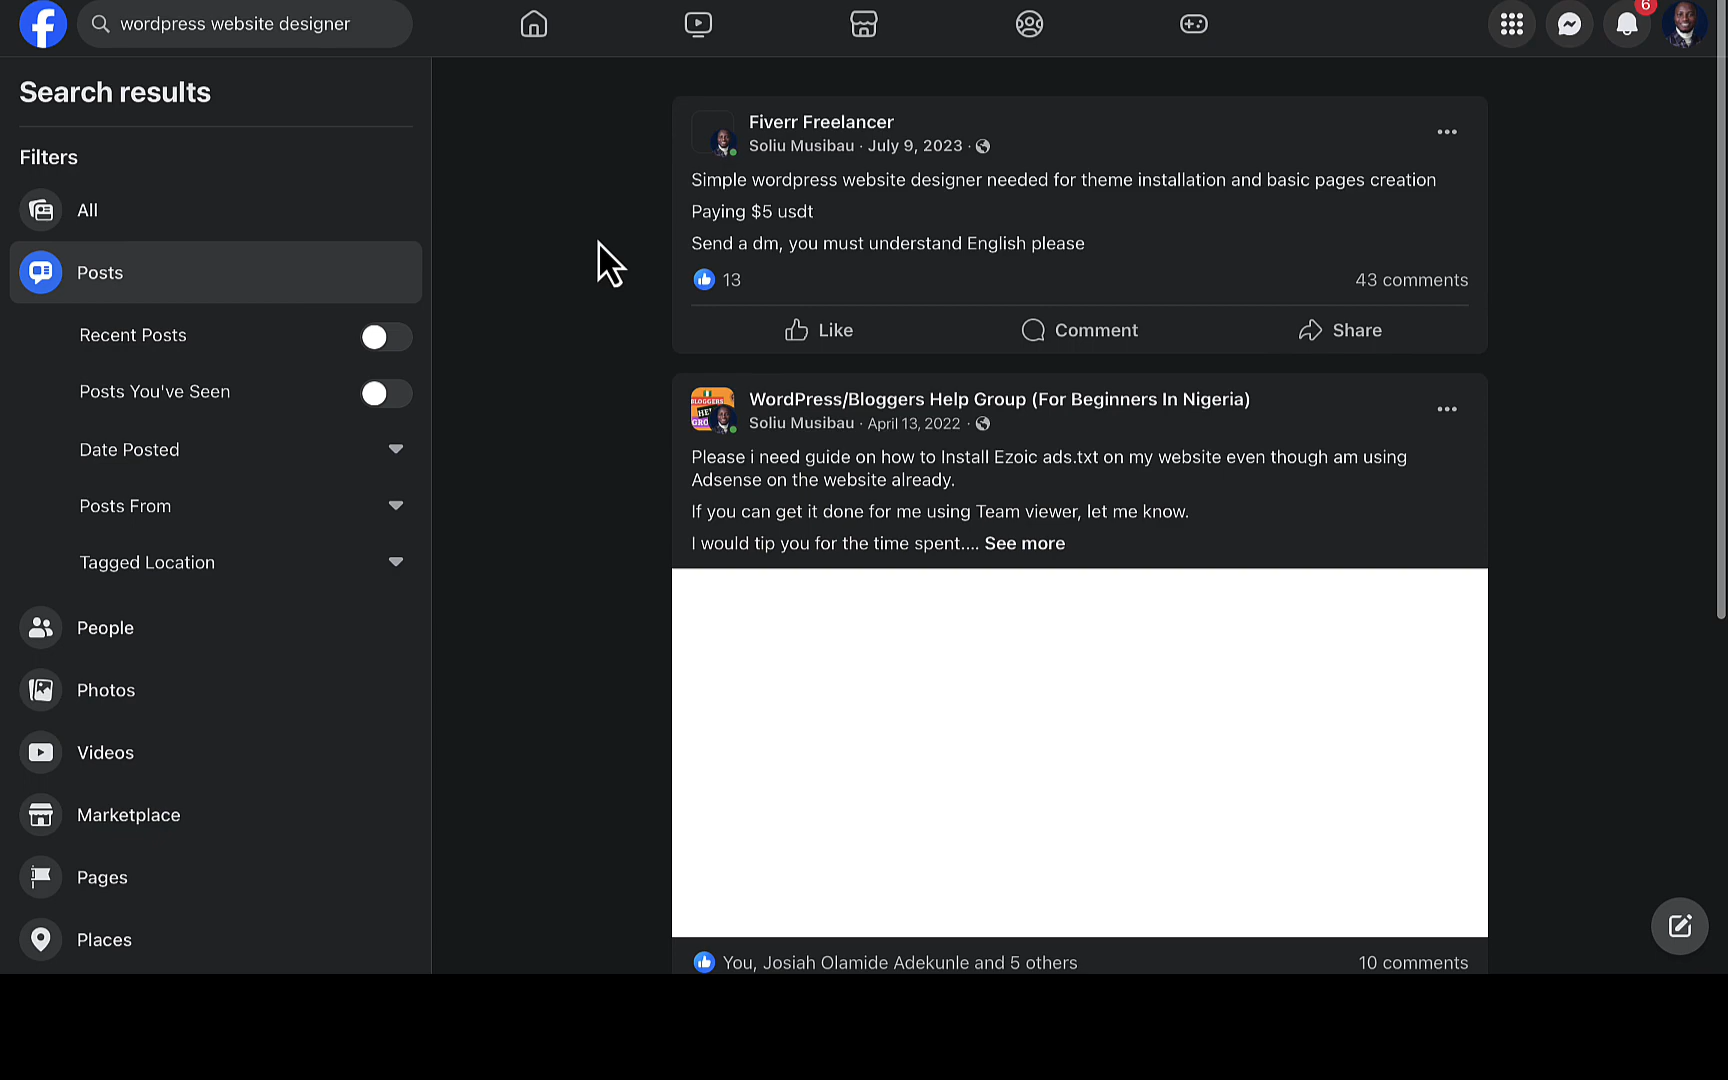 wordpress website designer
6
Search results
Filters
All
Posts
Recent Posts
Posts You've Seen
Date Posted
Posts From
Tagged Location
People
Photos
Videos
Marketplace
Pages
Places
Fiverr Freelancer
Soliu Musibau · July 9, 2023 ·
Simple wordpress website designer needed for theme installation and basic pages creation
Paying $5 usdt
Send a dm, you must understand English please
13
43 comments
Like
Comment
Share
BLOGGERS
HE
GRO
WordPress/Bloggers Help Group (For Beginners In Nigeria)
Soliu Musibau · April 13, 2022 ·
Please i need guide on how to Install Ezoic ads.txt on my website even though am using
Adsense on the website already.
If you can get it done for me using Team viewer, let me know.
I would tip you for the time spent.... See more
You, Josiah Olamide Adekunle and 5 others
10 comments